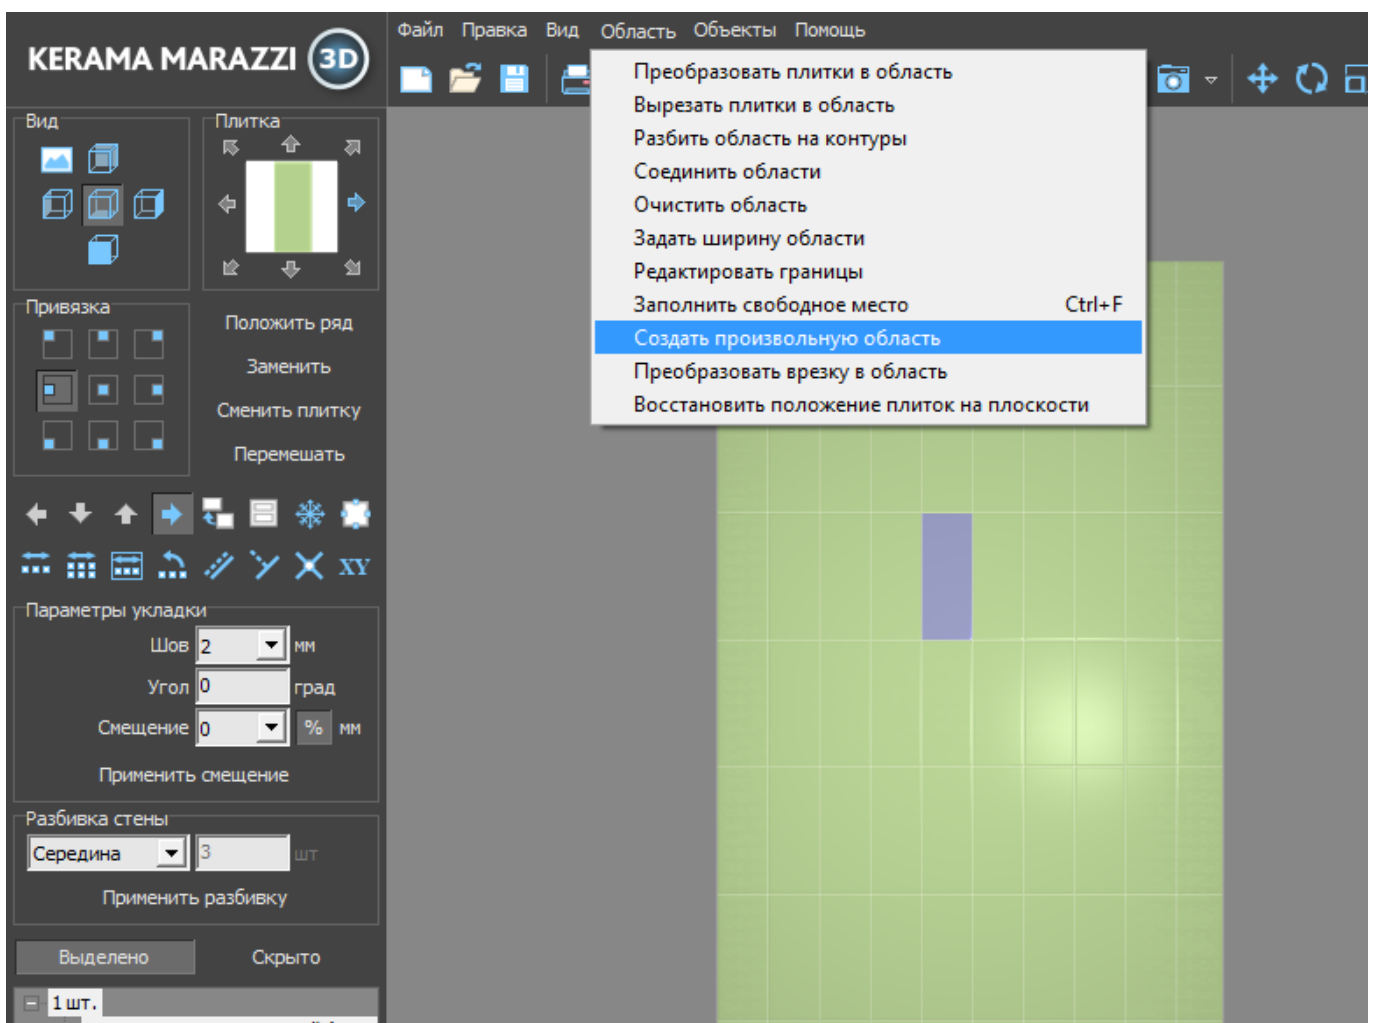 KERAMA MARAZZI 3D
Файл Правка Вид Область Объекты Помощь
Преобразовать плитки в область
Вырезать плитки в область
Разбить область на контуры
Соединить области
Очистить область
Задать ширину области
Редактировать границы
Заполнить свободное место Ctrl+F
Создать произвольную область
Преобразовать врезку в область
Восстановить положение плиток на плоскости
Вид
Плитка
Привязка
Положить ряд
Заменить
Сменить плитку
Перемешать
XY
Параметры укладки
Шов 2 мм
Угол 0 град
Смещение 0 % мм
Применить смещение
Разбивка стены
Середина 3 шт
Применить разбивку
Выделено Скрыто
1 шт.